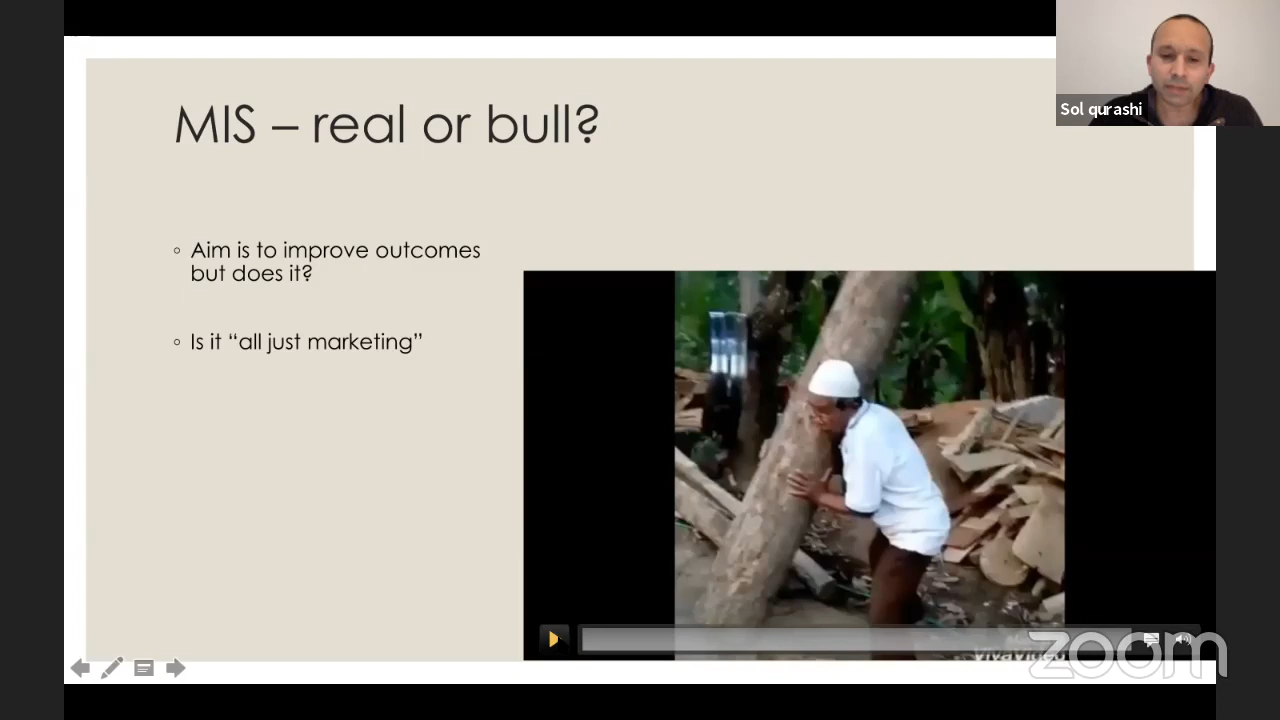 MIS – real or bull?
Sol qurashi
◦ Aim is to improve outcomes
but does it?
◦ Is it “all just marketing”
VivaVideo
zoom